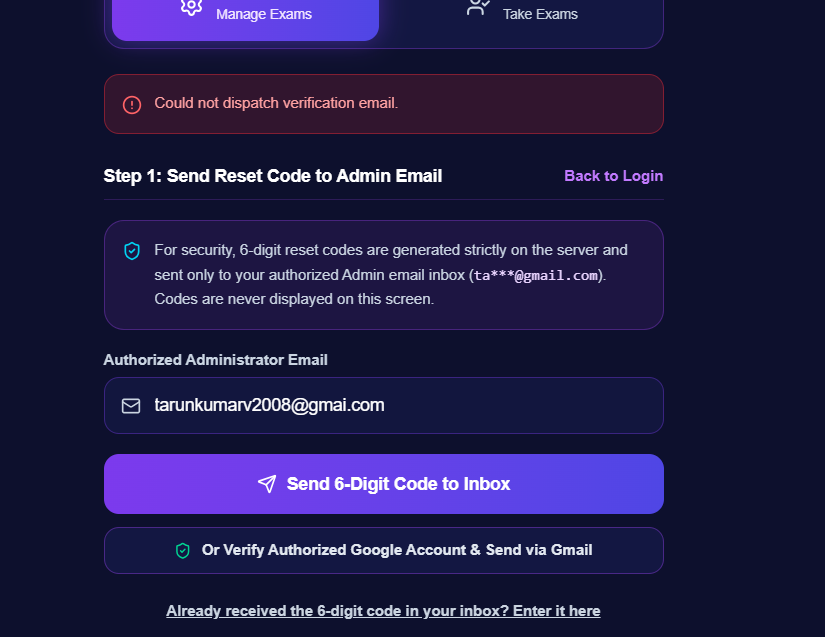 Manage Exams
Take Exams
Could not dispatch verification email.
Step 1: Send Reset Code to Admin Email
Back to Login
For security, 6-digit reset codes are generated strictly on the server and
sent only to your authorized Admin email inbox (ta***@gmail.com).
Codes are never displayed on this screen.
Authorized Administrator Email
tarunkumarv2008@gmai.com
Send 6-Digit Code to Inbox
Or Verify Authorized Google Account & Send via Gmail
Already received the 6-digit code in your inbox? Enter it here